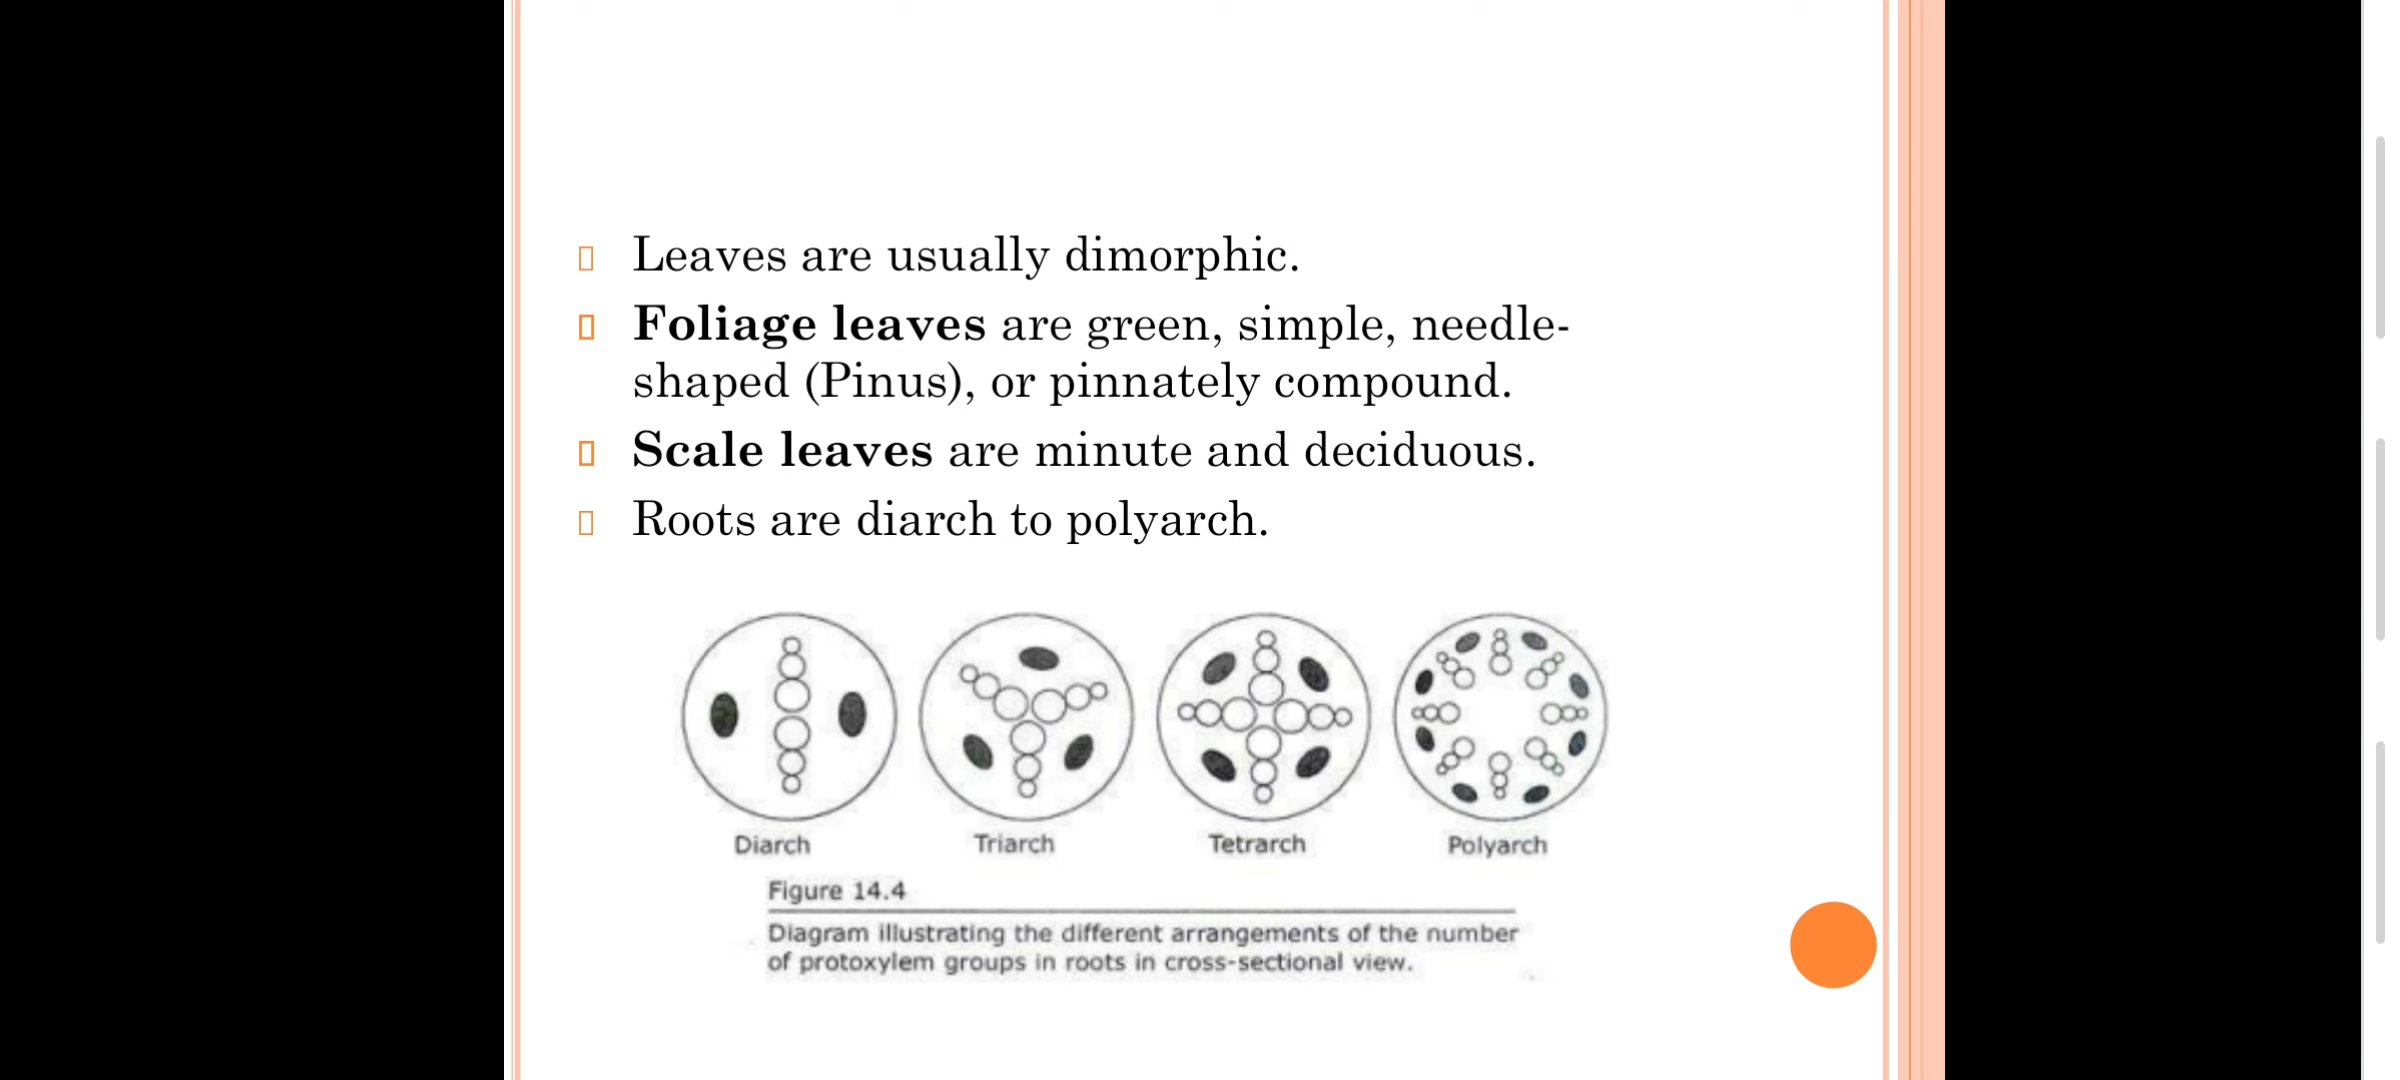 Leaves are usually dimorphic.
Foliage leaves are green, simple, needle-
shaped (Pinus), or pinnately compound.
Scale leaves are minute and deciduous.
Roots are diarch to polyarch.
Diarch Triarch Tetrarch Polyarch
Figure 14.4
Diagram illustrating the different arrangements of the number
of protoxylem groups in roots in cross-sectional view.